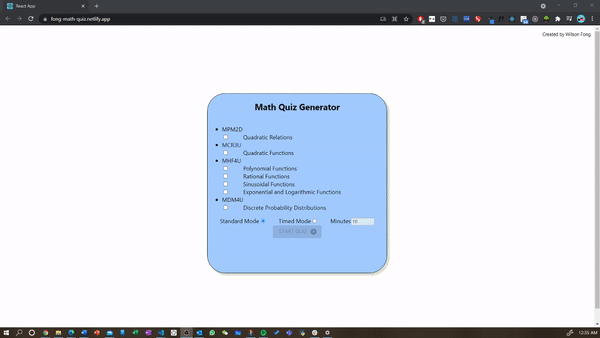 React App
fong-math-quiz.netlify.app
Created by Wilson Fong
Math Quiz Generator
MPM2D
Quadratic Relations
MCR3U
Quadratic Functions
MHF4U
Polynomial Functions
Rational Functions
Sinusoidal Functions
Exponential and Logarithmic Functions
MDM4U
Discrete Probability Distributions
Standard Mode Timed Mode Minutes 10
START QUIZ
12:55 AM